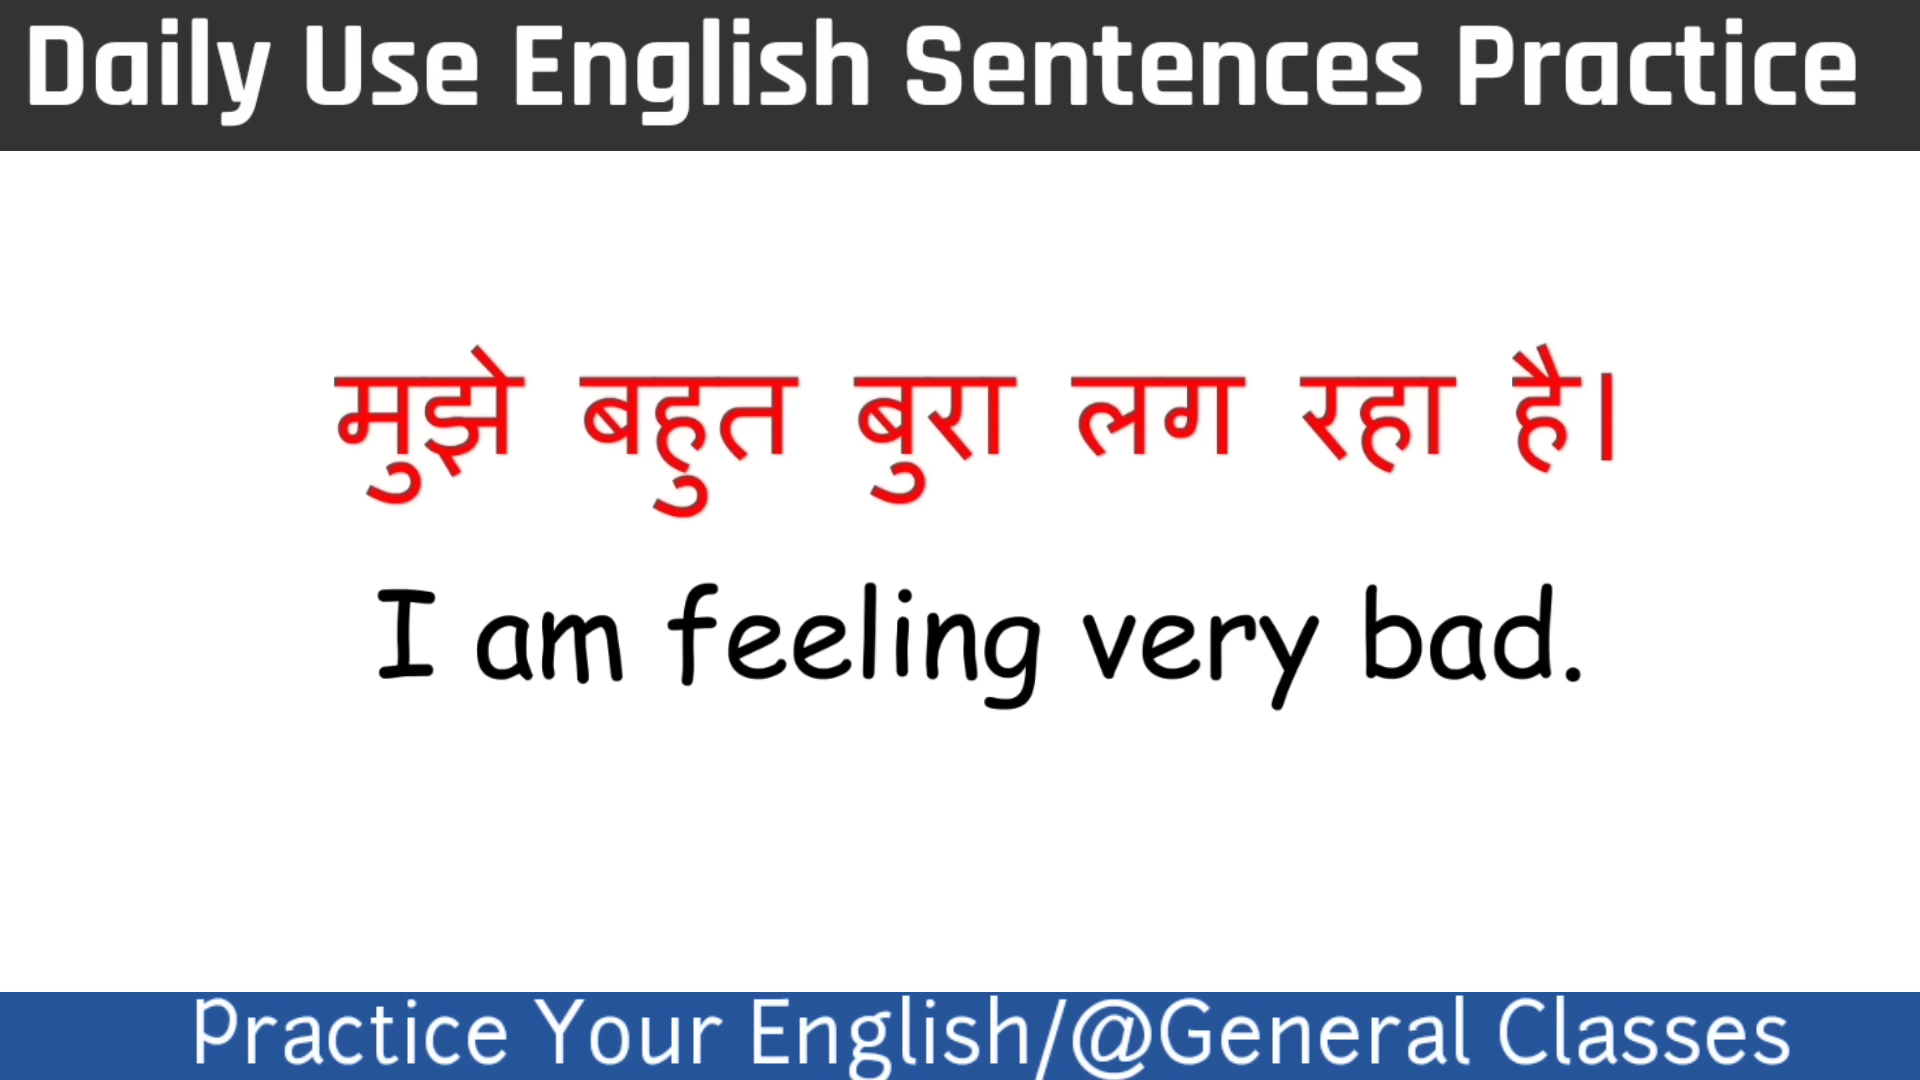 Daily Use English Sentences Practice
मुझे बहुत बुरा लग रहा है।
I am feeling very bad.
Practice Your English/@General Classes